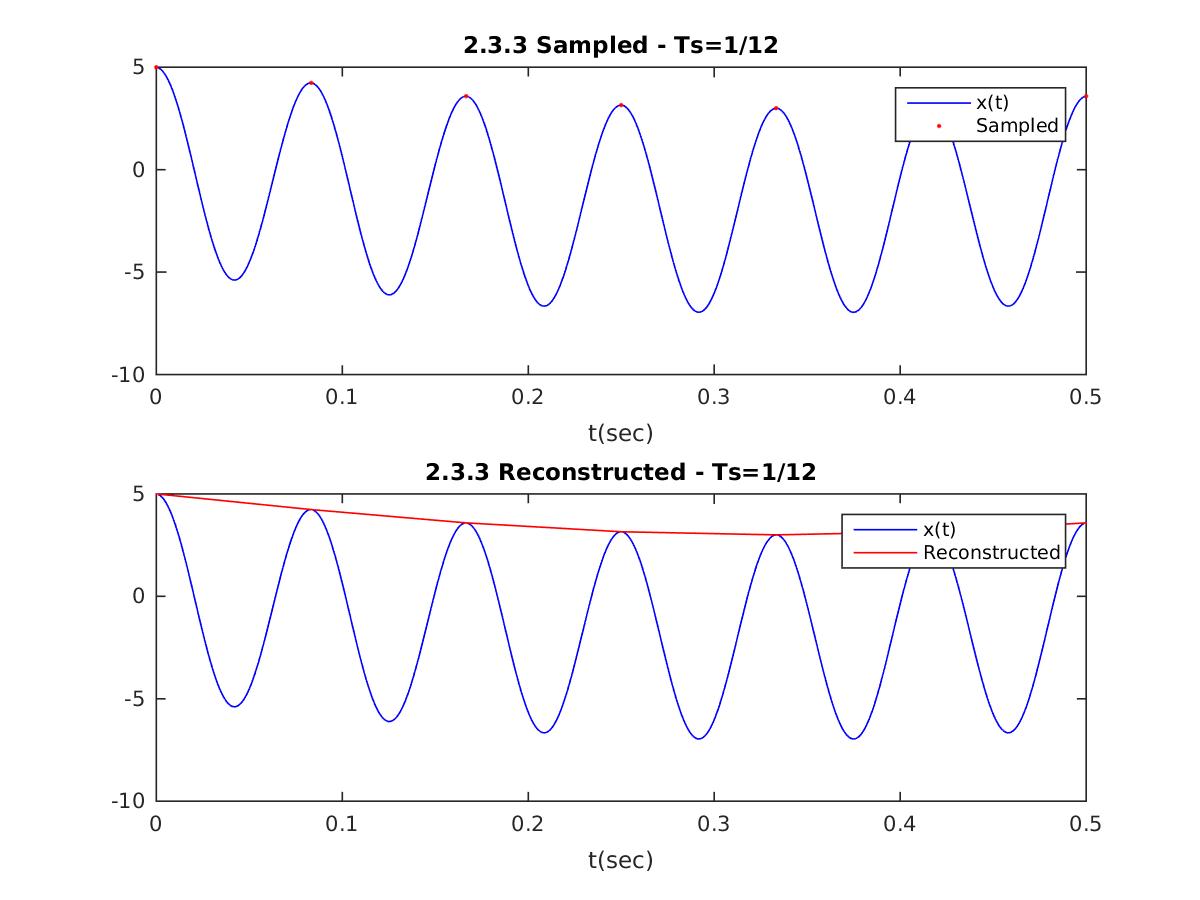 2.3.3 Sampled - Ts=1/12
5
0
-5
-10
x(t)
Sampled
0 0.1 0.2 0.3 0.4 0.5
t(sec)
2.3.3 Reconstructed - Ts=1/12
5
0
-5
-10
x(t)
Reconstructed
0 0.1 0.2 0.3 0.4 0.5
t(sec)